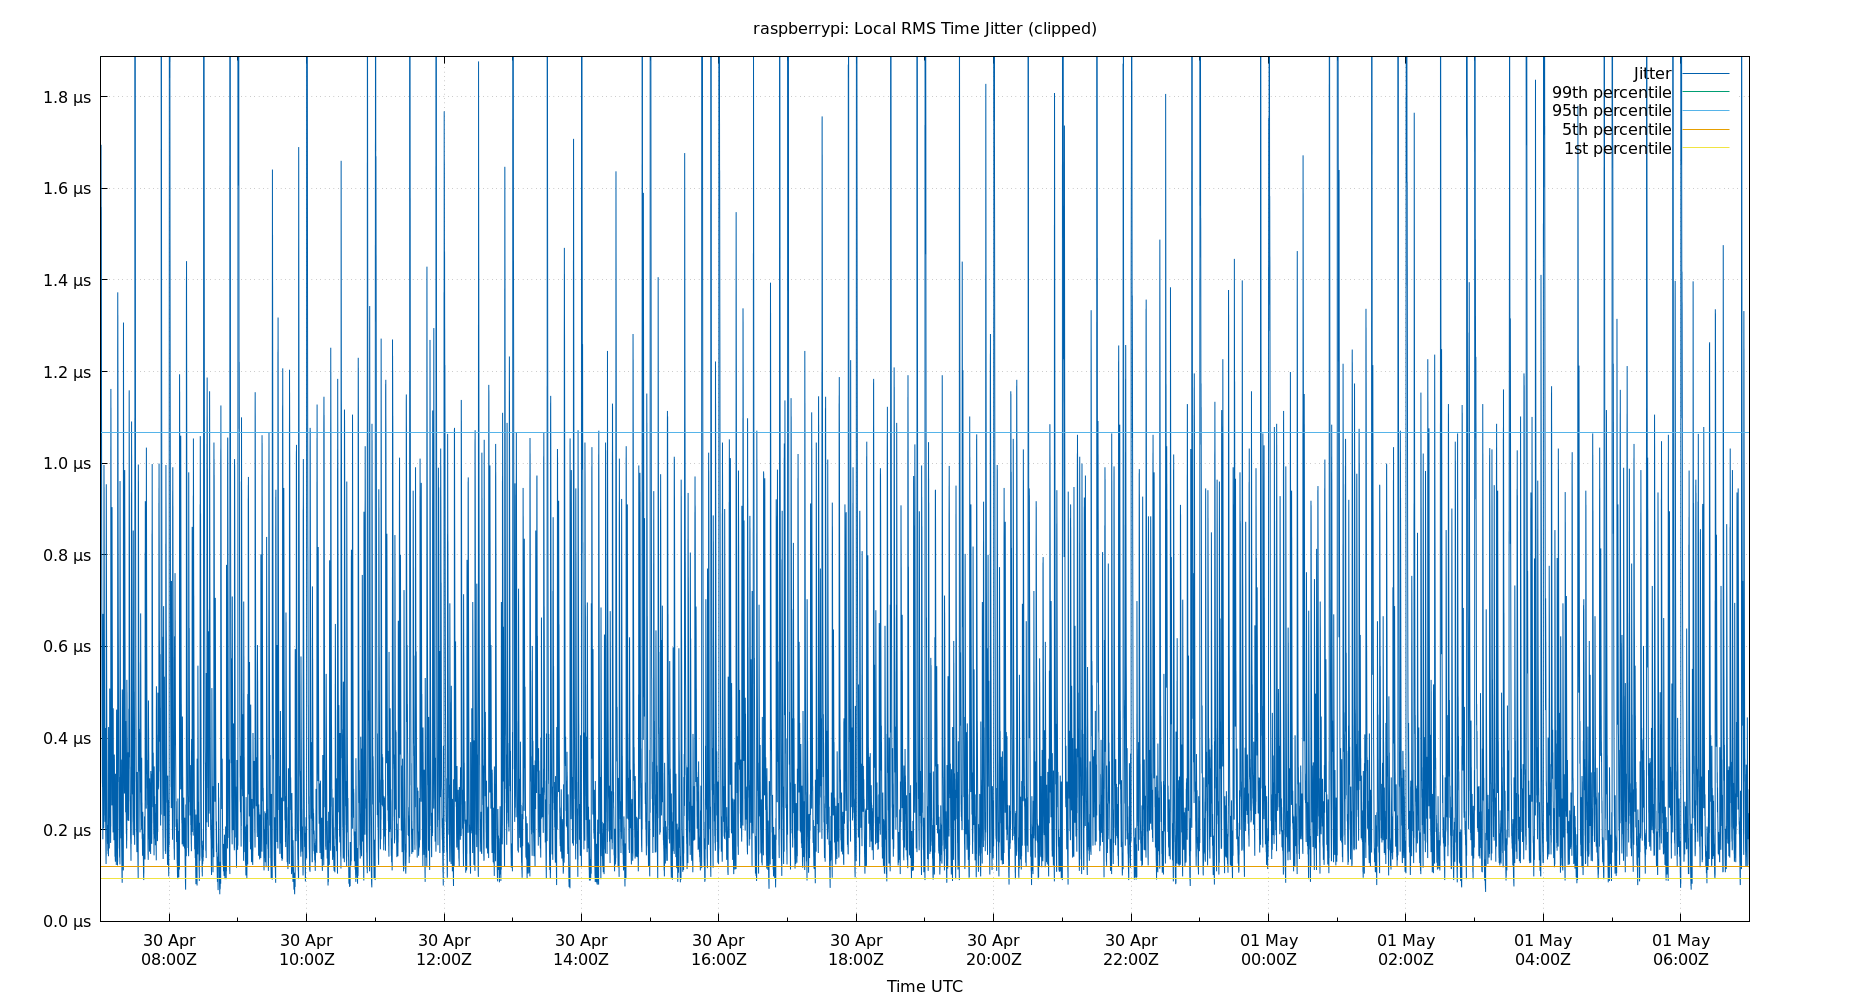 raspberrypi: Local RMS Time Jitter (clipped)
Jitter
99th percentile
95th percentile
5th percentile
1st percentile
1.8 µs
1.6 µs
1.4 µs
1.2 µs
1.0 µs
0.8 µs
0.6 µs
0.4 µs
0.2 µs
0.0 µs
30 Apr 30 Apr 30 Apr 30 Apr 30 Apr 30 Apr 30 Apr 30 Apr 01 May 01 May 01 May 01 May
08:00Z 10:00Z 12:00Z 14:00Z 16:00Z 18:00Z 20:00Z 22:00Z 00:00Z 02:00Z 04:00Z 06:00Z
Time UTC